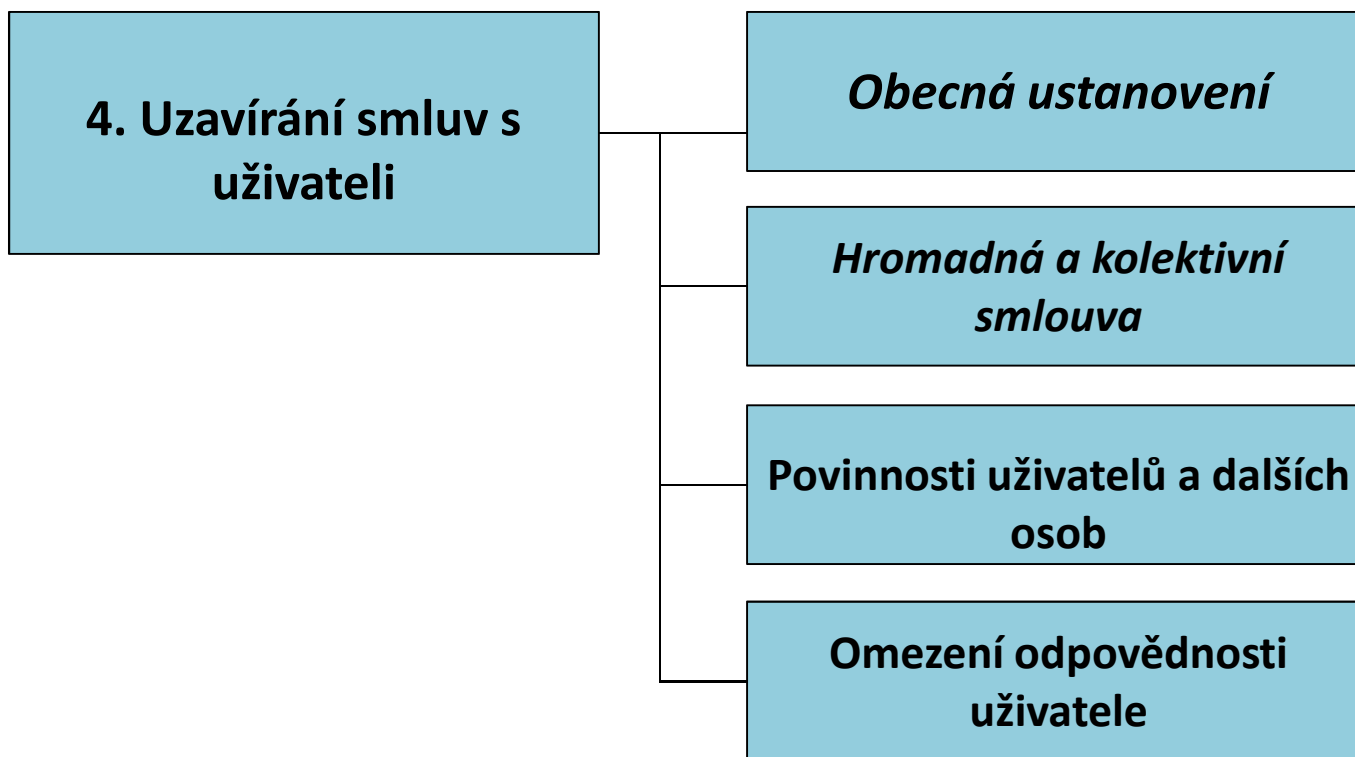 4. Uzavírání smluv s
uživateli
Obecná ustanovení
Hromadná a kolektivní
smlouva
Povinnosti uživatelů a dalších
osob
Omezení odpovědnosti
uživatele